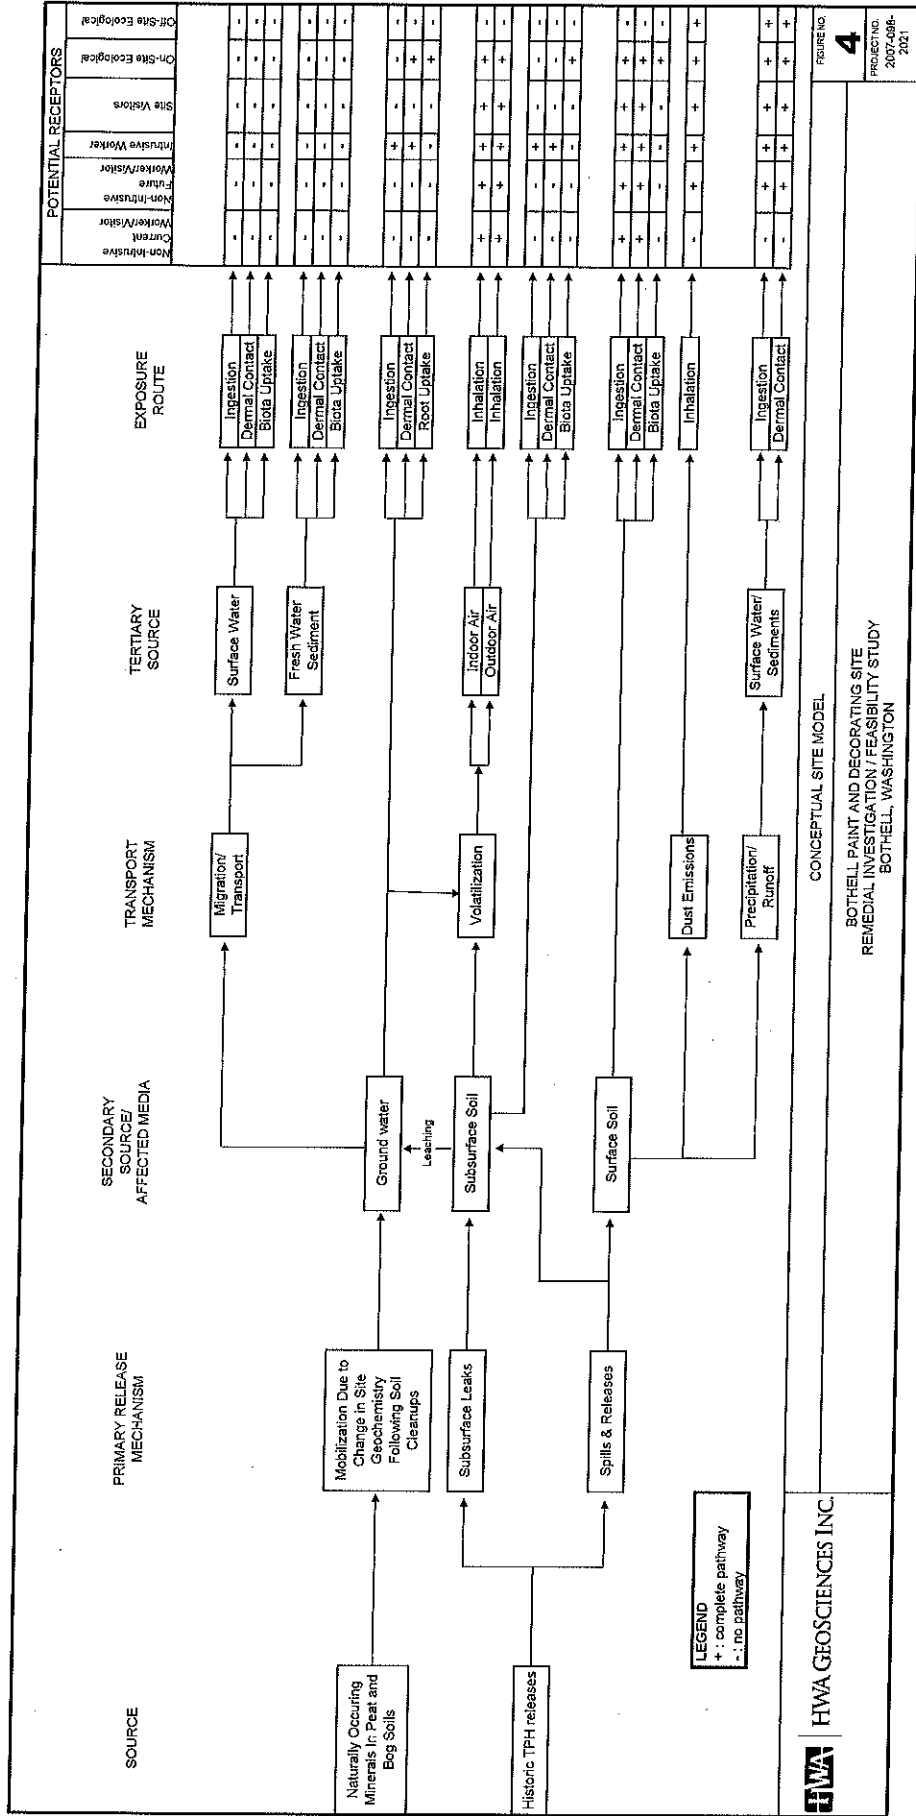 SOURCE
PRIMARY RELEASE
MECHANISM
SECONDARY
SOURCE/
AFFECTED MEDIA
TRANSPORT
MECHANISM
TERTIARY
SOURCE
EXPOSURE
ROUTE
POTENTIAL RECEPTORS
Non-Intrusive
Current
Worker/Visitor
Non-Intrusive
Future
Worker/Visitor
Intrusive Worker
Site Visitors
On-Site Ecological
Off-Site Ecological
Migration/
Transport
Surface Water
Ingestion - - - - - -
Dermal Contact - - - - - -
Biota Uptake - - - - - -
Fresh Water
Sediment
Ingestion - - - - - -
Dermal Contact - - - - - -
Biota Uptake - - - - - -
Naturally Occuring
Minerals In Peat and
Bog Soils
Mobilization Due to
Change in Site
Geochemistry
Following Soil
Cleanups
Ground water
Ingestion - - + - - -
Dermal Contact - - + - + -
Root Uptake - - - - + -
Leaching
Subsurface Leaks
Subsurface Soil
Volatilization
Indoor Air
Outdoor Air
Inhalation + + + + + -
Inhalation + + + + + -
Ingestion - - + - - -
Dermal Contact - - + - - -
Biota Uptake - - - - + -
Historic TPH releases
Spills & Releases
Surface Soil
Ingestion + + + + + -
Dermal Contact + + + + + -
Biota Uptake - - - - + -
Dust Emissions
Inhalation + + + + + +
Precipitation/
Runoff
Surface Water/
Sediments
Ingestion - + + + + +
Dermal Contact - + + + + +
LEGEND
+ : complete pathway
- : no pathway
HWA
HWA GEOSCIENCES INC.
CONCEPTUAL SITE MODEL
BOTHELL PAINT AND DECORATING SITE
REMEDIAL INVESTIGATION / FEASIBILITY STUDY
BOTHELL, WASHINGTON
FIGURE NO.
4
PROJECT NO.
2007-098-
2021